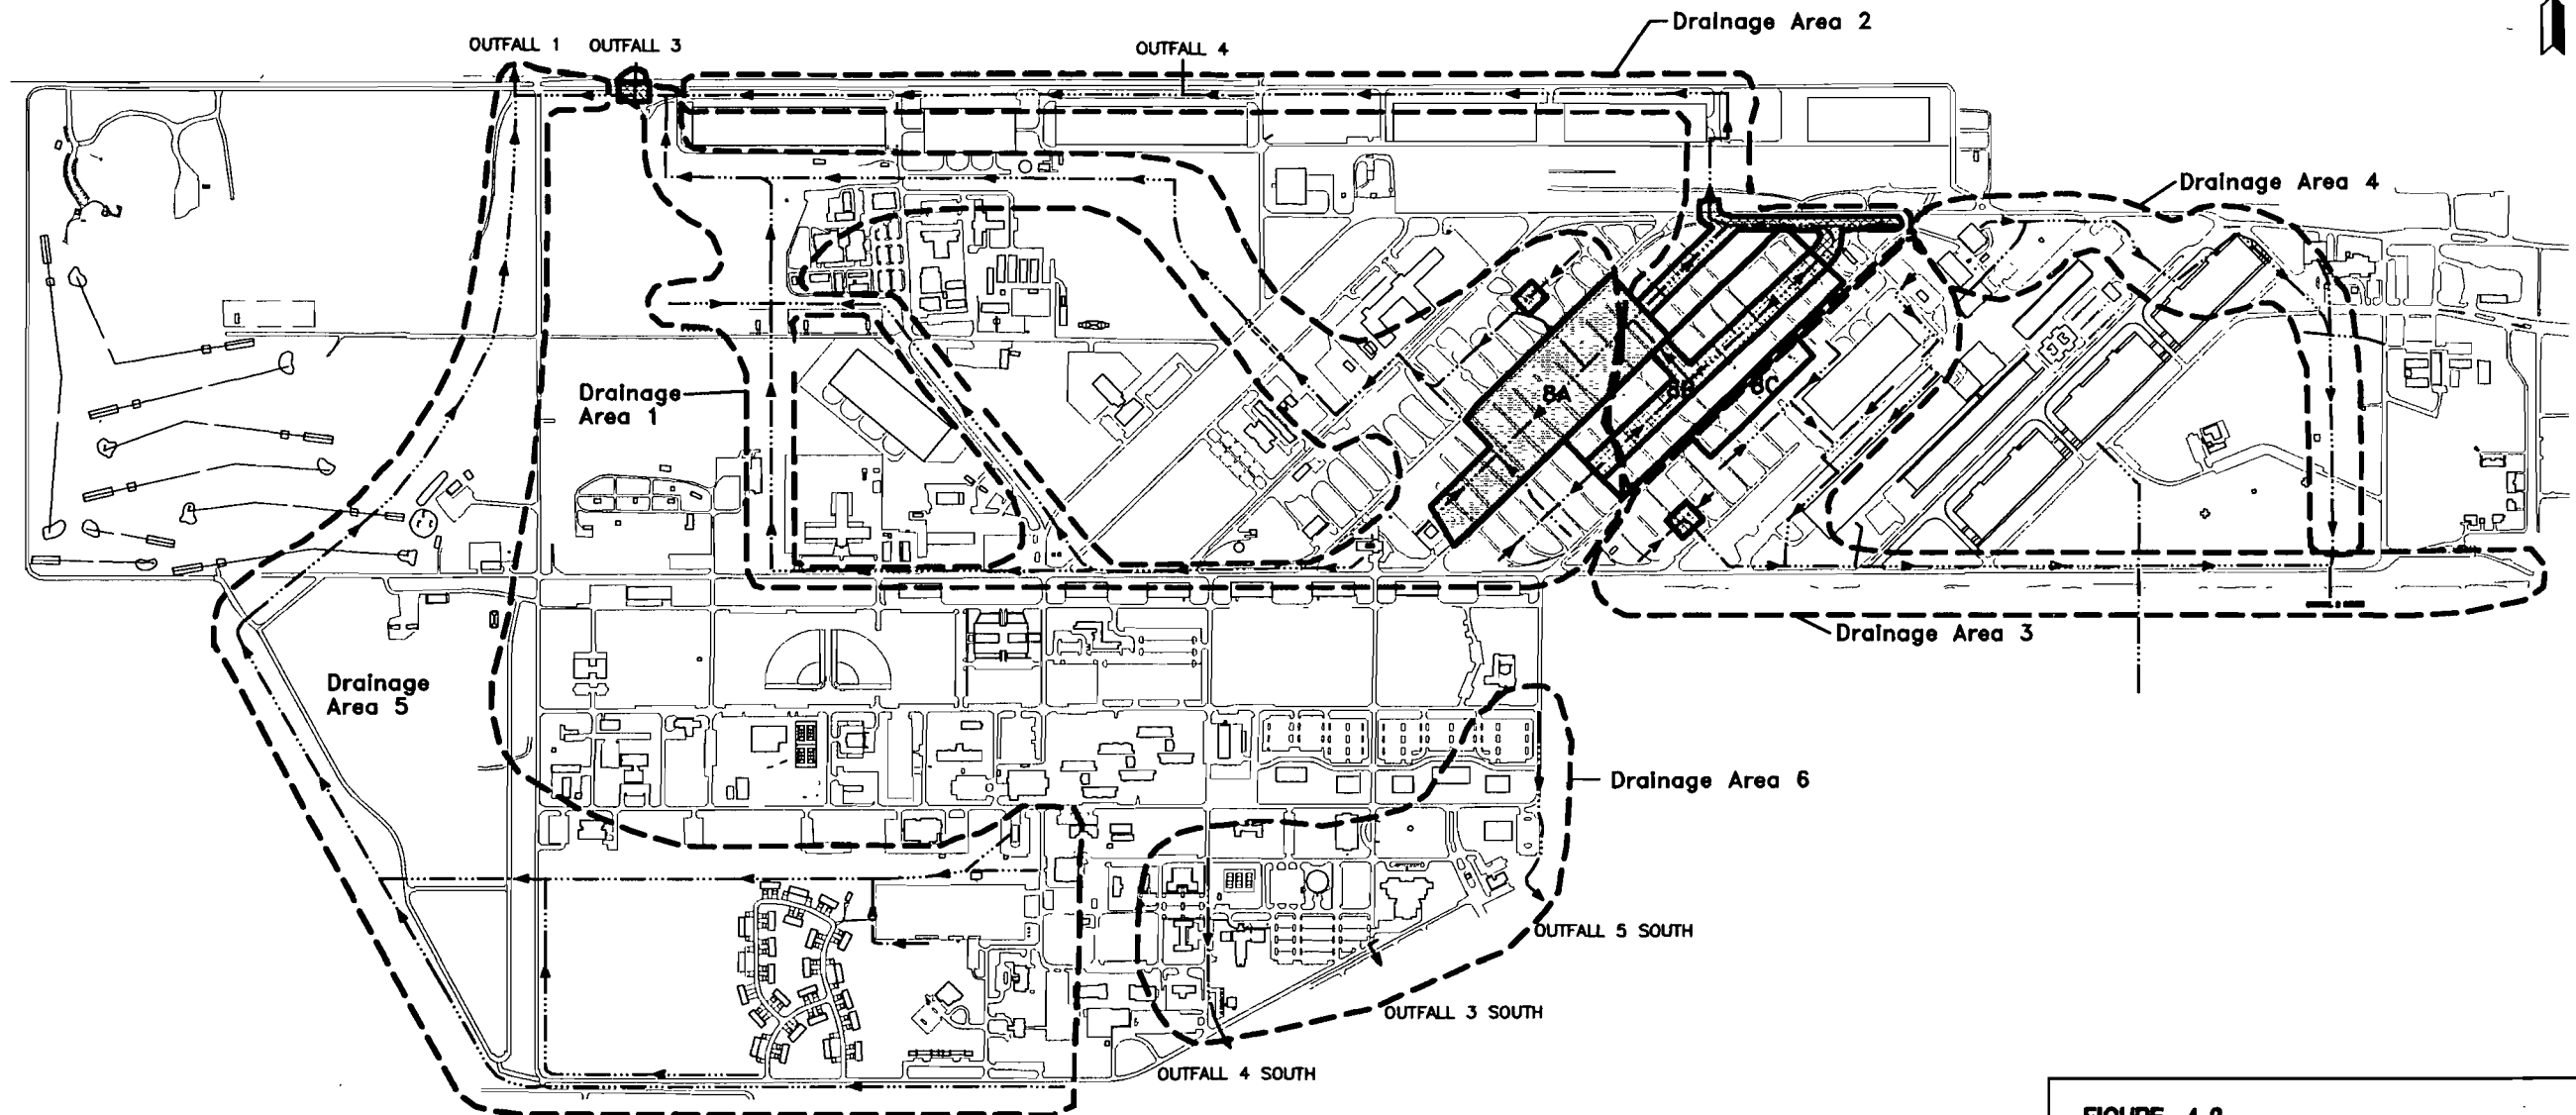 Drainage Area 2
OUTFALL 1
OUTFALL 3
OUTFALL 4
Drainage Area 4
Drainage
Area 1
8A
8B
8C
Drainage Area 3
Drainage
Area 5
Drainage Area 6
OUTFALL 5 SOUTH
OUTFALL 3 SOUTH
OUTFALL 4 SOUTH